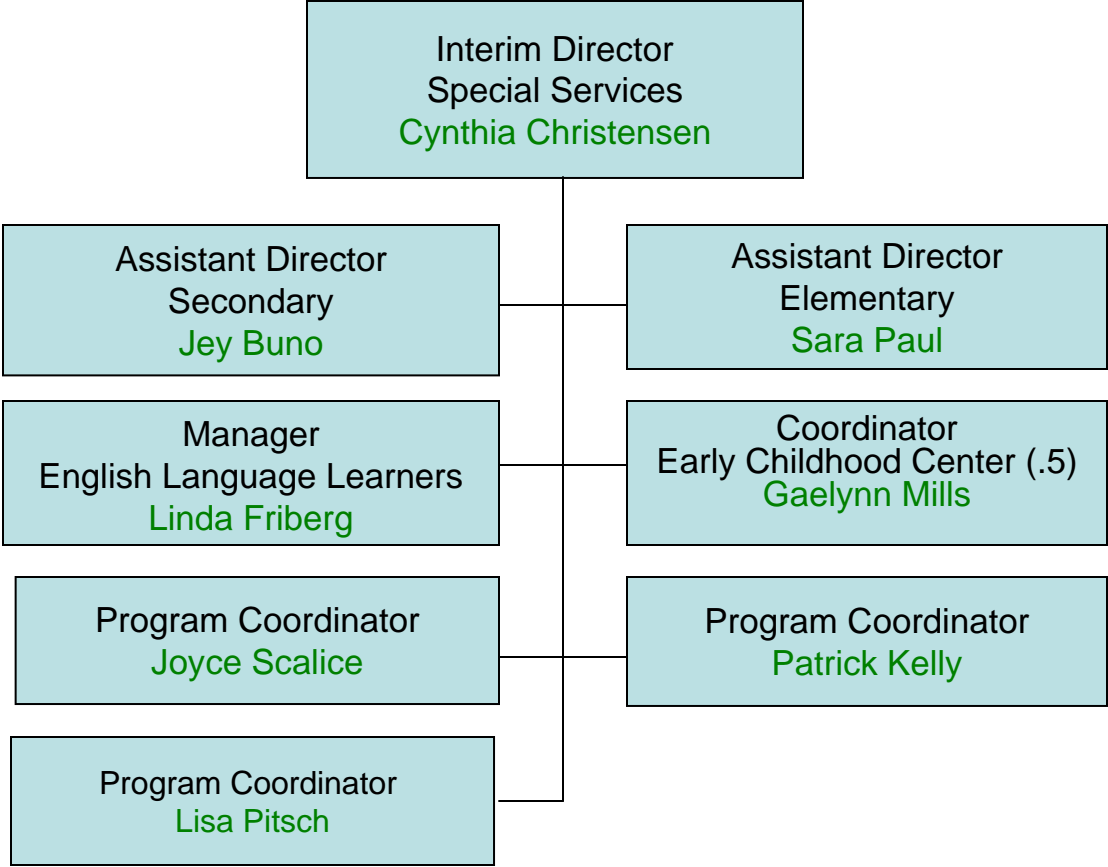 Interim Director
Special Services
Cynthia Christensen
Assistant Director
Secondary
Jey Buno
Assistant Director
Elementary
Sara Paul
Manager
English Language Learners
Linda Friberg
Coordinator
Early Childhood Center (.5)
Gaelynn Mills
Program Coordinator
Joyce Scalice
Program Coordinator
Patrick Kelly
Program Coordinator
Lisa Pitsch